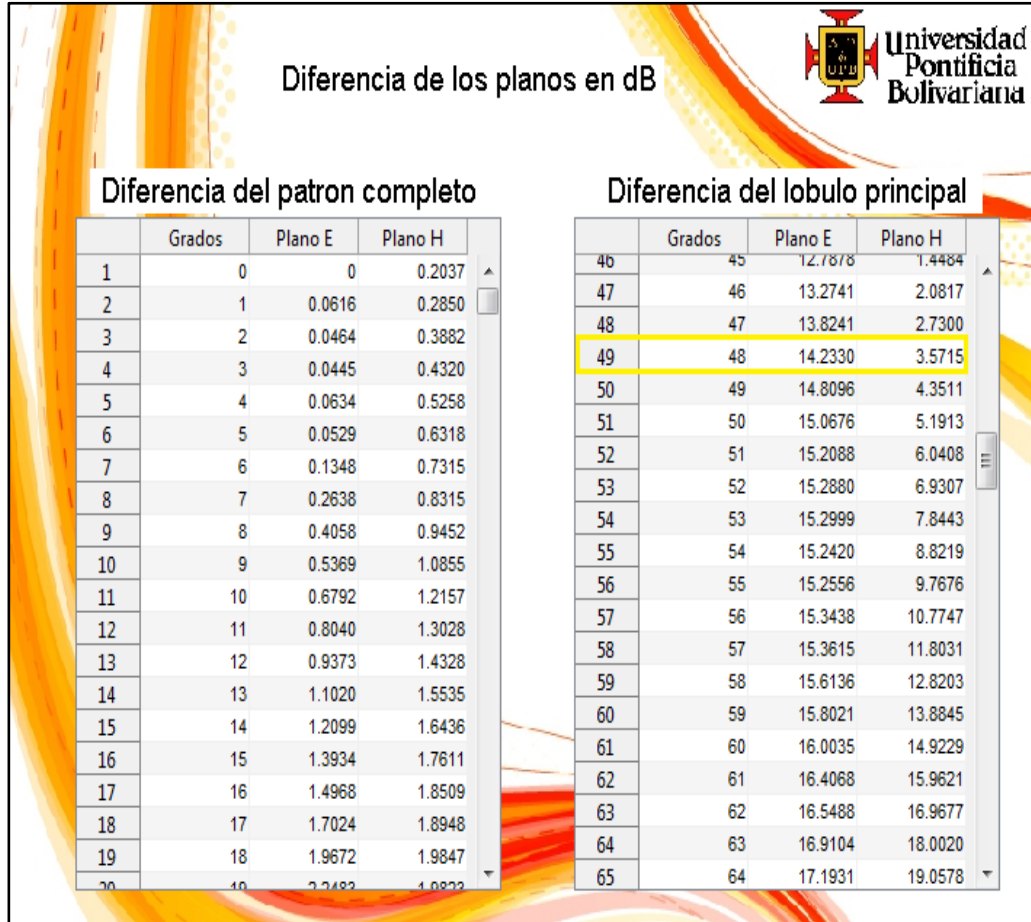 Diferencia de los planos en dB
Universidad
Pontificia
Bolivariana
Diferencia del patron completo
Grados Plano E Plano H
1 0 0 0.2037
2 1 0.0616 0.2850
3 2 0.0464 0.3882
4 3 0.0445 0.4320
5 4 0.0634 0.5258
6 5 0.0529 0.6318
7 6 0.1348 0.7315
8 7 0.2638 0.8315
9 8 0.4058 0.9452
10 9 0.5369 1.0855
11 10 0.6792 1.2157
12 11 0.8040 1.3028
13 12 0.9373 1.4328
14 13 1.1020 1.5535
15 14 1.2099 1.6436
16 15 1.3934 1.7611
17 16 1.4968 1.8509
18 17 1.7024 1.8948
19 18 1.9672 1.9847
20 19
Diferencia del lobulo principal
Grados Plano E Plano H
46 45 12.7878 1.4484
47 46 13.2741 2.0817
48 47 13.8241 2.7300
49 48 14.2330 3.5715
50 49 14.8096 4.3511
51 50 15.0676 5.1913
52 51 15.2088 6.0408
53 52 15.2880 6.9307
54 53 15.2999 7.8443
55 54 15.2420 8.8219
56 55 15.2556 9.7676
57 56 15.3438 10.7747
58 57 15.3615 11.8031
59 58 15.6136 12.8203
60 59 15.8021 13.8845
61 60 16.0035 14.9229
62 61 16.4068 15.9621
63 62 16.5488 16.9677
64 63 16.9104 18.0020
65 64 17.1931 19.0578